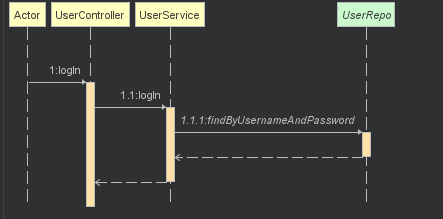 Actor
UserController
UserService
UserRepo
1:logIn
1.1:logIn
1.1.1:findByUsernameAndPassword